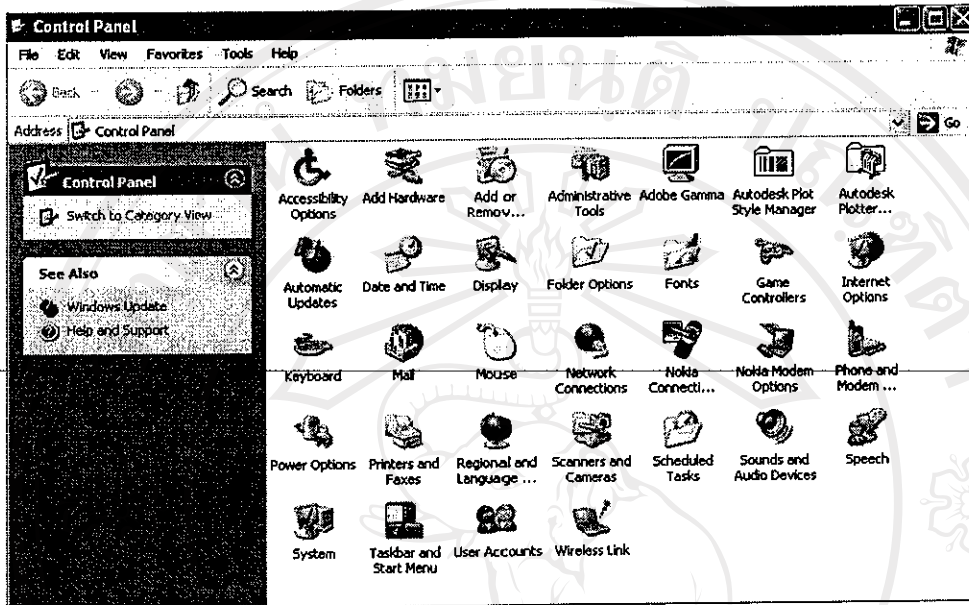 Control Panel
File Edit View Favorites Tools Help
Back Search Folders
Address Control Panel Go
Control Panel
Switch to Category View
See Also
Windows Update
Help and Support
Accessibility Options
Add Hardware
Add or Remov...
Administrative Tools
Adobe Gamma
Autodesk Plot Style Manager
Autodesk Plotter...
Automatic Updates
Date and Time
Display
Folder Options
Fonts
Game Controllers
Internet Options
Keyboard
Mail
Mouse
Network Connections
Nokia Connecti...
Nokia Modem Options
Phone and Modem ...
Power Options
Printers and Faxes
Regional and Language ...
Scanners and Cameras
Scheduled Tasks
Sounds and Audio Devices
Speech
System
Taskbar and Start Menu
User Accounts
Wireless Link